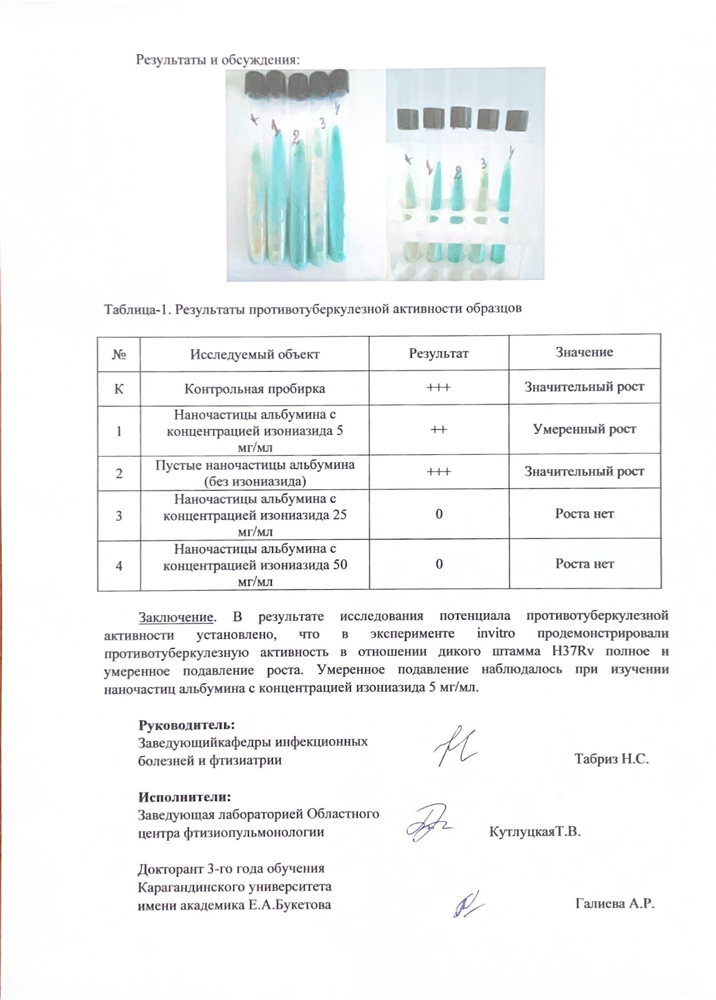 Результаты и обсуждения:
К 1 2 3 4
К 1 2 3 4
Таблица-1. Результаты противотуберкулезной активности образцов
№ Исследуемый объект Результат Значение
К Контрольная пробирка +++ Значительный рост
Наночастицы альбумина с
1 концентрацией изониазида 5 ++ Умеренный рост
мг/мл
Пустые наночастицы альбумина
2 (без изониазида) +++ Значительный рост
Наночастицы альбумина с
3 концентрацией изониазида 25 0 Роста нет
мг/мл
Наночастицы альбумина с
4 концентрацией изониазида 50 0 Роста нет
мг/мл
Заключение. В результате исследования потенциала противотуберкулезной
активности установлено, что в эксперименте invitro продемонстрировали
противотуберкулезную активность в отношении дикого штамма H37Rv полное и
умеренное подавление роста. Умеренное подавление наблюдалось при изучении
наночастиц альбумина с концентрацией изониазида 5 мг/мл.
Руководитель:
Заведующийкафедры инфекционных
болезней и фтизиатрии Табриз Н.С.
Исполнители:
Заведующая лабораторией Областного
центра фтизиопульмонологии КутлуцкаяТ.В.
Докторант 3-го года обучения
Карагандинского университета
имени академика Е.А.Букетова Галиева А.Р.